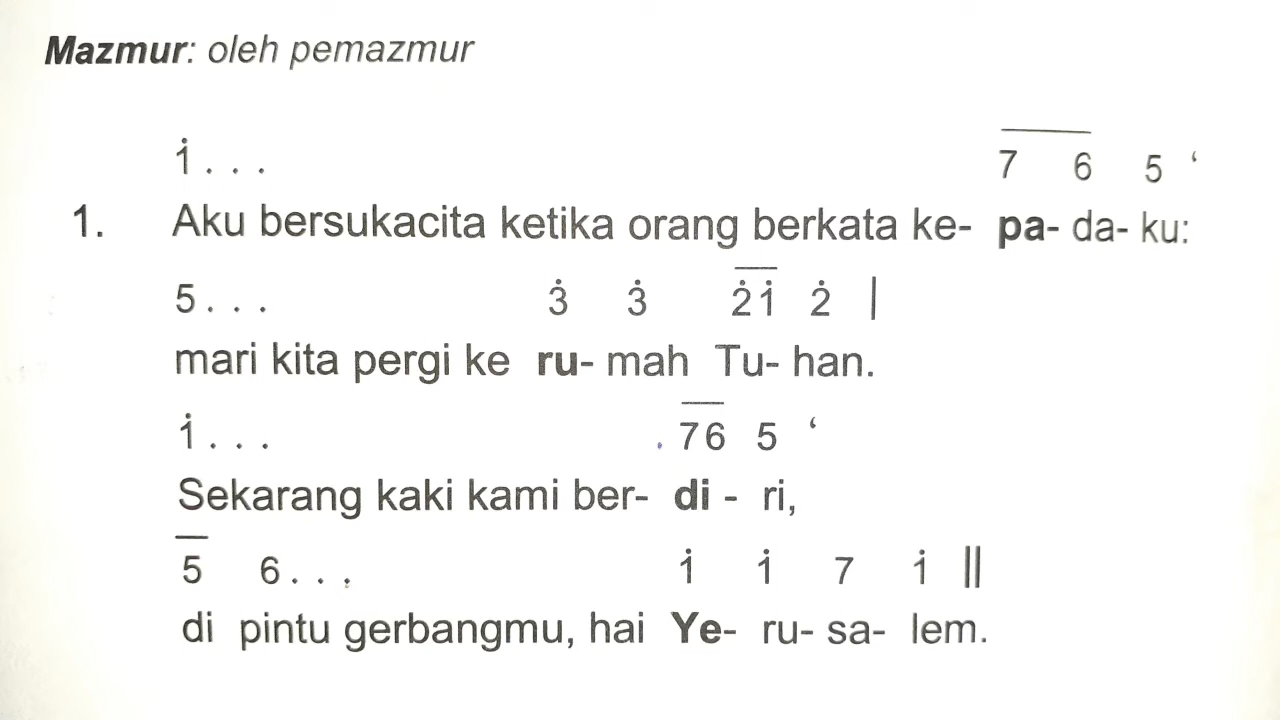 Mazmur: oleh pemazmur
i̇ . . . 7 6 5 ‘
1. Aku bersukacita ketika orang berkata ke- pa- da- ku:
5 . . . 3̇ 3̇ 2̇1̇ 2̇ |
mari kita pergi ke ru- mah Tu- han.
1̇ . . . . 76 5 ‘
Sekarang kaki kami ber- di - ri,
5 6 . . . 1̇ 1̇ 7 1̇ ||
di pintu gerbangmu, hai Ye- ru- sa- lem.